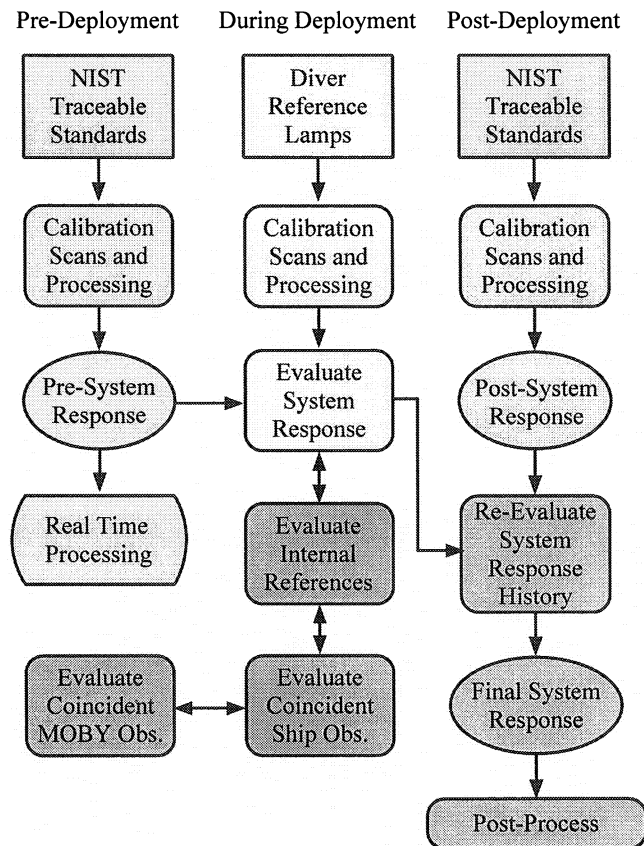 Pre-Deployment
During Deployment
Post-Deployment
NIST
Traceable
Standards
Diver
Reference
Lamps
NIST
Traceable
Standards
Calibration
Scans and
Processing
Calibration
Scans and
Processing
Calibration
Scans and
Processing
Pre-System
Response
Evaluate
System
Response
Post-System
Response
Real Time
Processing
Evaluate
Internal
References
Re-Evaluate
System
Response
History
Evaluate
Coincident
MOBY Obs.
Evaluate
Coincident
Ship Obs.
Final System
Response
Post-Process